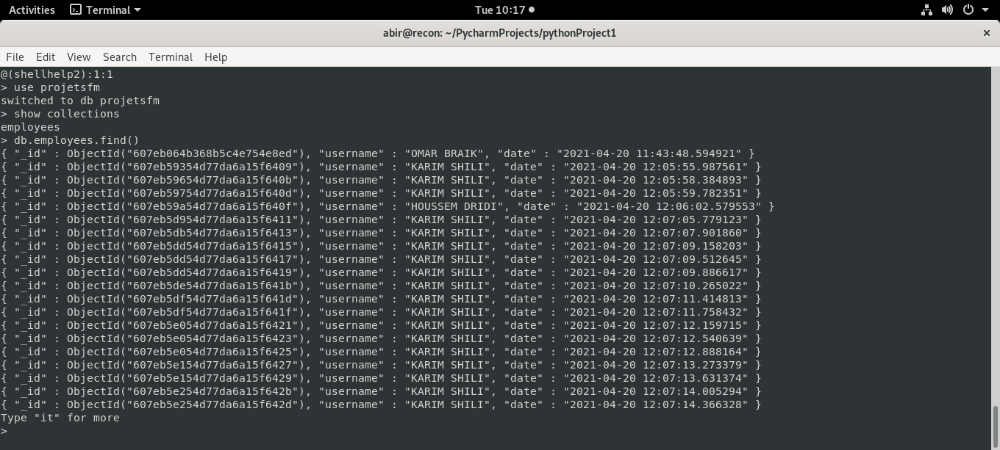 Activities Terminal Tue 10:17
abir@recon: ~/PycharmProjects/pythonProject1 ×
File Edit View Search Terminal Help
@(shellhelp2):1:1
> use projetsfm
switched to db projetsfm
> show collections
employees
> db.employees.find()
{ "_id" : ObjectId("607eb064b368b5c4e754e8ed"), "username" : "OMAR BRAIK", "date" : "2021-04-20 11:43:48.594921" }
{ "_id" : ObjectId("607eb59354d77da6a15f6409"), "username" : "KARIM SHILI", "date" : "2021-04-20 12:05:55.987561" }
{ "_id" : ObjectId("607eb59654d77da6a15f640b"), "username" : "KARIM SHILI", "date" : "2021-04-20 12:05:58.384893" }
{ "_id" : ObjectId("607eb59754d77da6a15f640d"), "username" : "KARIM SHILI", "date" : "2021-04-20 12:05:59.782351" }
{ "_id" : ObjectId("607eb59a54d77da6a15f640f"), "username" : "HOUSSEM DRIDI", "date" : "2021-04-20 12:06:02.579553" }
{ "_id" : ObjectId("607eb5d954d77da6a15f6411"), "username" : "KARIM SHILI", "date" : "2021-04-20 12:07:05.779123" }
{ "_id" : ObjectId("607eb5db54d77da6a15f6413"), "username" : "KARIM SHILI", "date" : "2021-04-20 12:07:07.901860" }
{ "_id" : ObjectId("607eb5dd54d77da6a15f6415"), "username" : "KARIM SHILI", "date" : "2021-04-20 12:07:09.158203" }
{ "_id" : ObjectId("607eb5dd54d77da6a15f6417"), "username" : "KARIM SHILI", "date" : "2021-04-20 12:07:09.512645" }
{ "_id" : ObjectId("607eb5dd54d77da6a15f6419"), "username" : "KARIM SHILI", "date" : "2021-04-20 12:07:09.886617" }
{ "_id" : ObjectId("607eb5de54d77da6a15f641b"), "username" : "KARIM SHILI", "date" : "2021-04-20 12:07:10.265022" }
{ "_id" : ObjectId("607eb5df54d77da6a15f641d"), "username" : "KARIM SHILI", "date" : "2021-04-20 12:07:11.414813" }
{ "_id" : ObjectId("607eb5df54d77da6a15f641f"), "username" : "KARIM SHILI", "date" : "2021-04-20 12:07:11.758432" }
{ "_id" : ObjectId("607eb5e054d77da6a15f6421"), "username" : "KARIM SHILI", "date" : "2021-04-20 12:07:12.159715" }
{ "_id" : ObjectId("607eb5e054d77da6a15f6423"), "username" : "KARIM SHILI", "date" : "2021-04-20 12:07:12.540639" }
{ "_id" : ObjectId("607eb5e054d77da6a15f6425"), "username" : "KARIM SHILI", "date" : "2021-04-20 12:07:12.888164" }
{ "_id" : ObjectId("607eb5e154d77da6a15f6427"), "username" : "KARIM SHILI", "date" : "2021-04-20 12:07:13.273379" }
{ "_id" : ObjectId("607eb5e154d77da6a15f6429"), "username" : "KARIM SHILI", "date" : "2021-04-20 12:07:13.631374" }
{ "_id" : ObjectId("607eb5e254d77da6a15f642b"), "username" : "KARIM SHILI", "date" : "2021-04-20 12:07:14.005294" }
{ "_id" : ObjectId("607eb5e254d77da6a15f642d"), "username" : "KARIM SHILI", "date" : "2021-04-20 12:07:14.366328" }
Type "it" for more
>